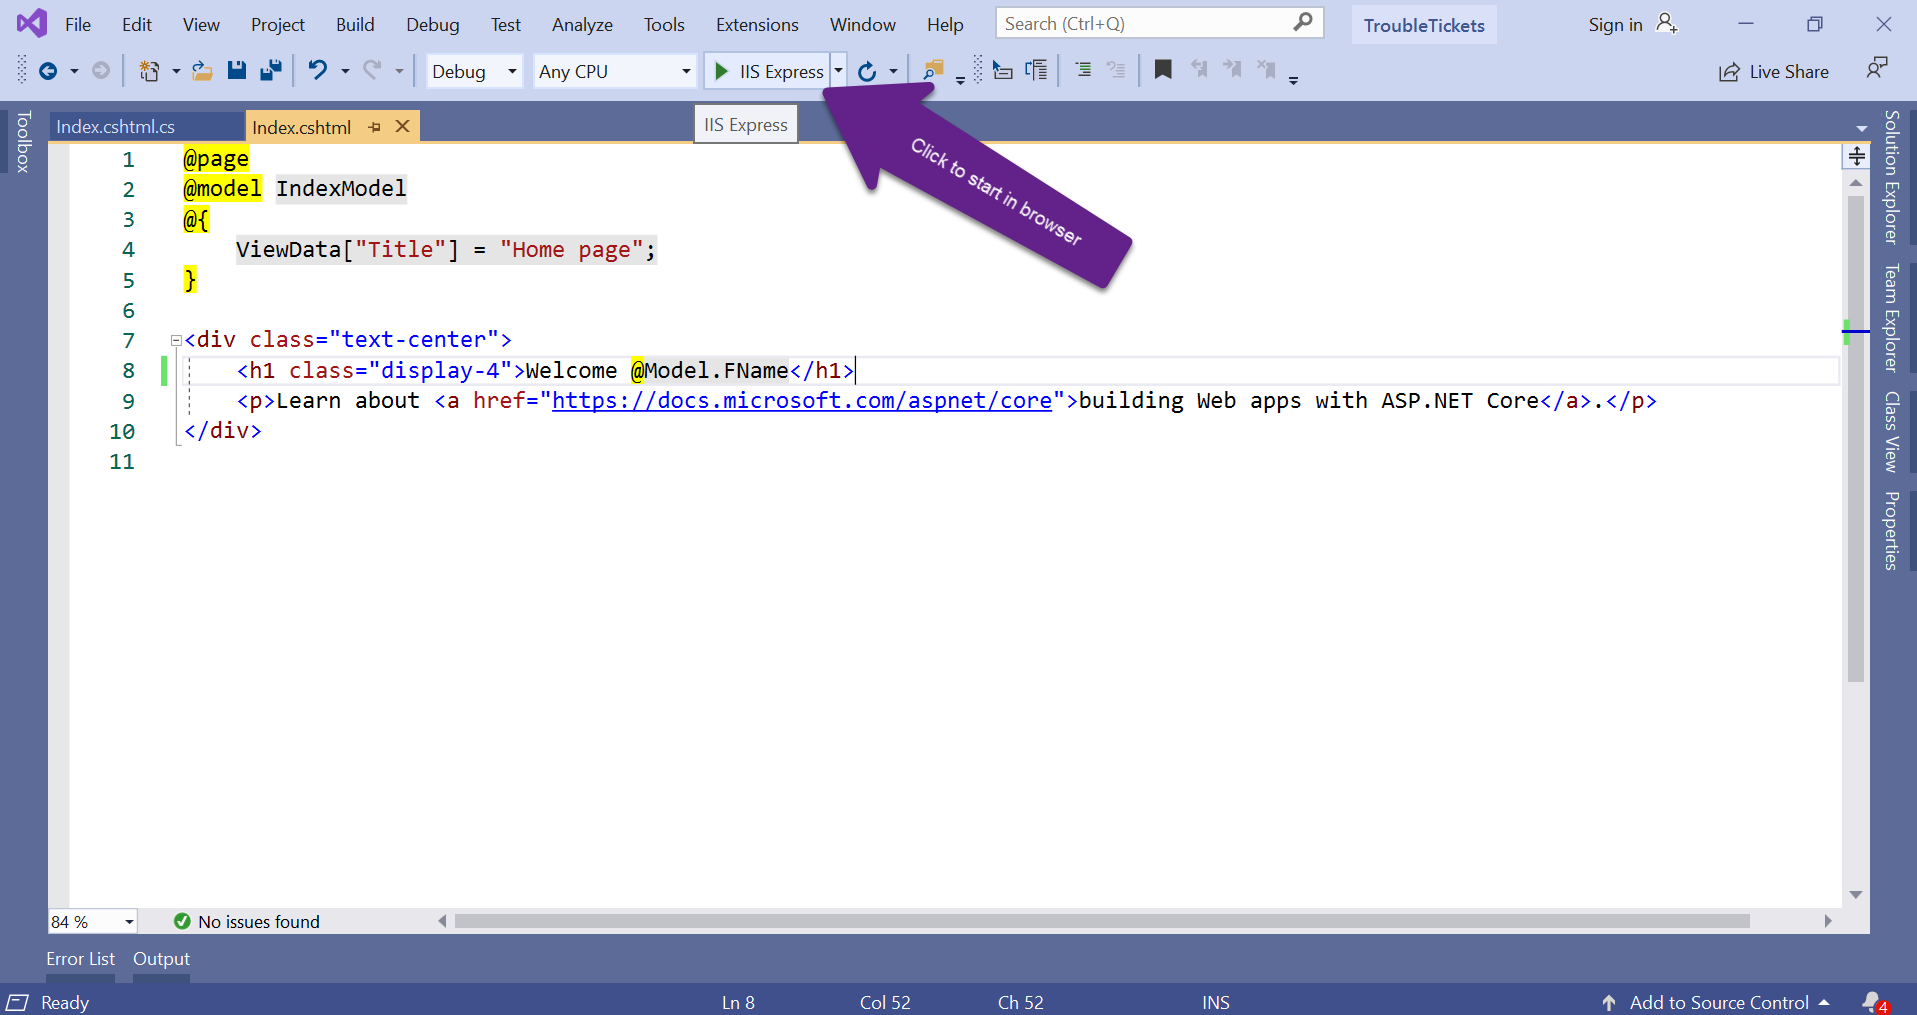 File Edit View Project Build Debug Test Analyze Tools Extensions Window Help Search (Ctrl+Q) TroubleTickets Sign in
Debug Any CPU IIS Express Live Share
Toolbox
Index.cshtml.cs Index.cshtml
IIS Express
Click to start in browser
1 @page
2 @model IndexModel
3 @{
4 ViewData["Title"] = "Home page";
5 }
6
7 <div class="text-center">
8 <h1 class="display-4">Welcome @Model.FName</h1>
9 <p>Learn about <a href="https://docs.microsoft.com/aspnet/core">building Web apps with ASP.NET Core</a>.</p>
10 </div>
11
Solution Explorer
Team Explorer
Class View
Properties
84 % No issues found
Error List Output
Ready Ln 8 Col 52 Ch 52 INS Add to Source Control 4